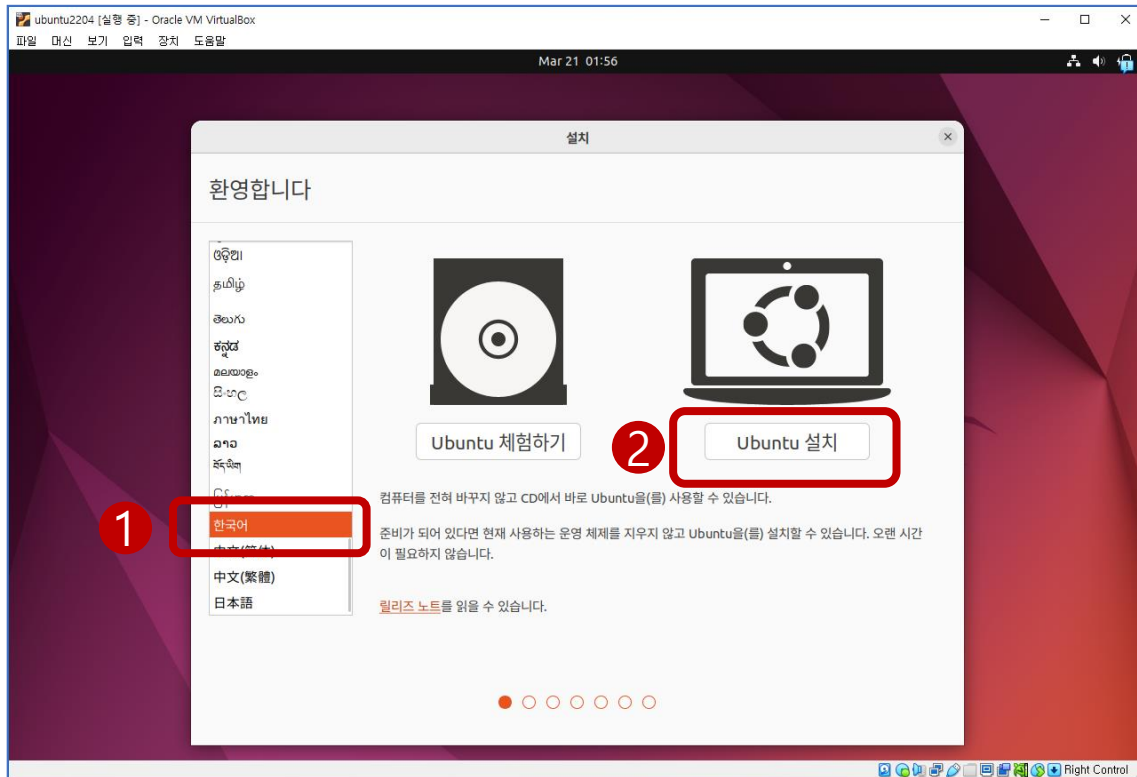 ubuntu2204 [실행 중] - Oracle VM VirtualBox
파일 머신 보기 입력 장치 도움말
Mar 21 01:56
설치
환영합니다
ଓଡ଼ିଆ
தமிழ்
తెలుగు
ಕನ್ನಡ
മലയാളം
සිංහල
ภาษาไทย
ລາວ
རྫོང་ཁ
한국어
中文(简体)
中文(繁體)
日本語
1
Ubuntu 체험하기
2
Ubuntu 설치
컴퓨터를 전혀 바꾸지 않고 CD에서 바로 Ubuntu을(를) 사용할 수 있습니다.
준비가 되어 있다면 현재 사용하는 운영 체제를 지우지 않고 Ubuntu을(를) 설치할 수 있습니다. 오랜 시간
이 필요하지 않습니다.
릴리즈 노트를 읽을 수 있습니다.
Right Control